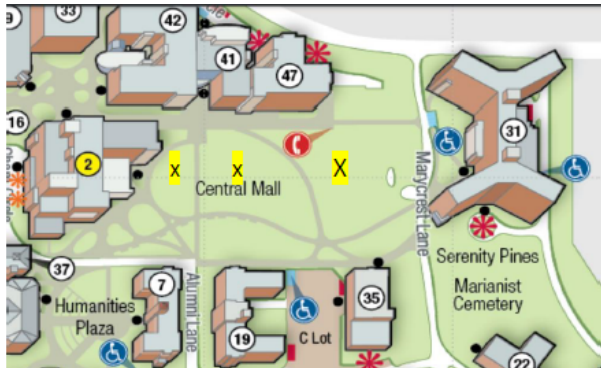 33
42
41
47
9
16
2
31
x
x
X
Central Mall
Marycrest Lane
Serenity Pines
Marianist
Cemetery
37
7
Humanities
Plaza
Alumni Lane
19
C Lot
35
22